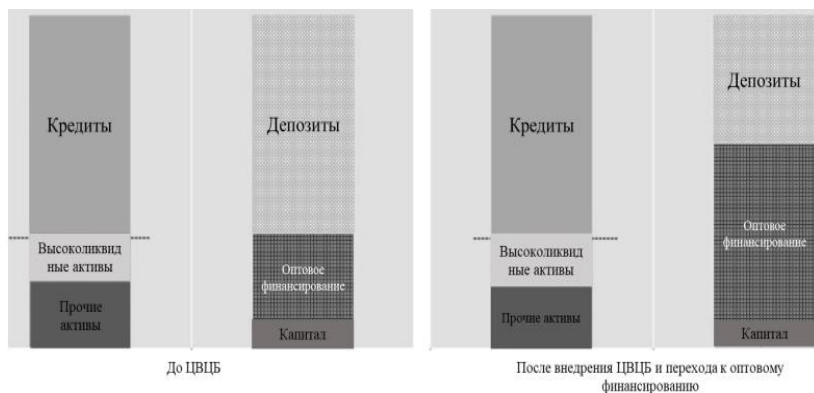 Кредиты
Высоколиквид
ные активы
Прочие
активы
Депозиты
Оптовое
финансирование
Капитал
До ЦВЦБ
Кредиты
Высоколиквид
ные активы
Прочие активы
Депозиты
Оптовое
финансирование
Капитал
После внедрения ЦВЦБ и перехода к оптовому
финансированию